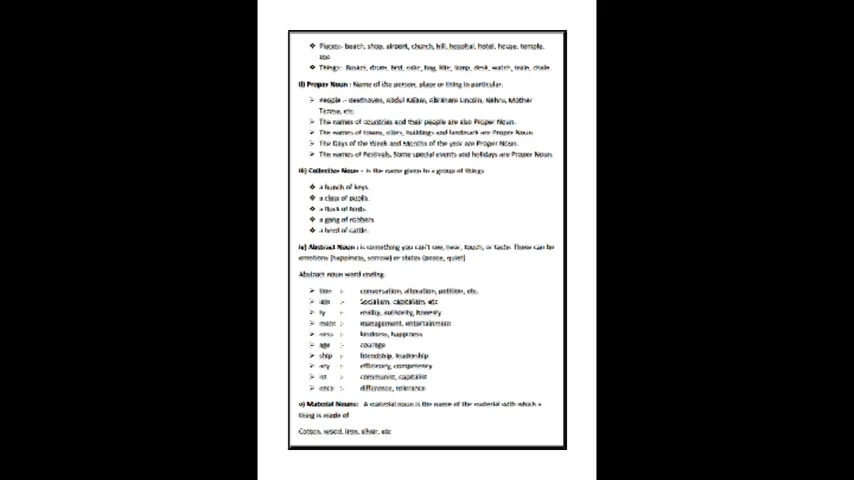 ❖ Places:- beach, shop, airport, church, hill, hospital, hotel, house, temple,
zoo
❖ Things:- Basket, drum, bed, cake, bag, kite, lamp, desk, watch, train, chair.
ii) Proper Noun : Name of the person, place or thing in particular.
➢ People :- Beethoven, Abdul Kalam, Abraham Lincoln, Nehru, Mother
Teresa, etc.
➢ The names of countries and their people are also Proper Noun.
➢ The names of towns, cities, buildings and landmark are Proper Noun.
➢ The Days of the Week and Months of the year are Proper Noun.
➢ The names of Festivals, Some special events and holidays are Proper Noun.
iii) Collective Noun - is the name given to a group of things
❖ a bunch of keys.
❖ a class of pupils.
❖ a flock of birds.
❖ a gang of robbers.
❖ a herd of cattle.
iv) Abstract Noun : is something you can't see, hear, touch, or taste. These can be
emotions (happiness, sorrow) or states (peace, quiet)
Abstract noun word ending
➢ tion :- conversation, alteration, petition, etc.
➢ ism :- Socialism, capitalism, etc
➢ ty :- reality, authority, honesty
➢ ment :- management, entertainment
➢ ness :- kindness, happiness
➢ age :- courage
➢ ship :- friendship, leadership
➢ :- efficiency, competency
➢ ist :- communist, capitalist
➢ ence :- difference, tolerance
v) Material Nouns: A material noun is the name of the material with which a
thing is made of
Cotton, wood, iron, silver, etc